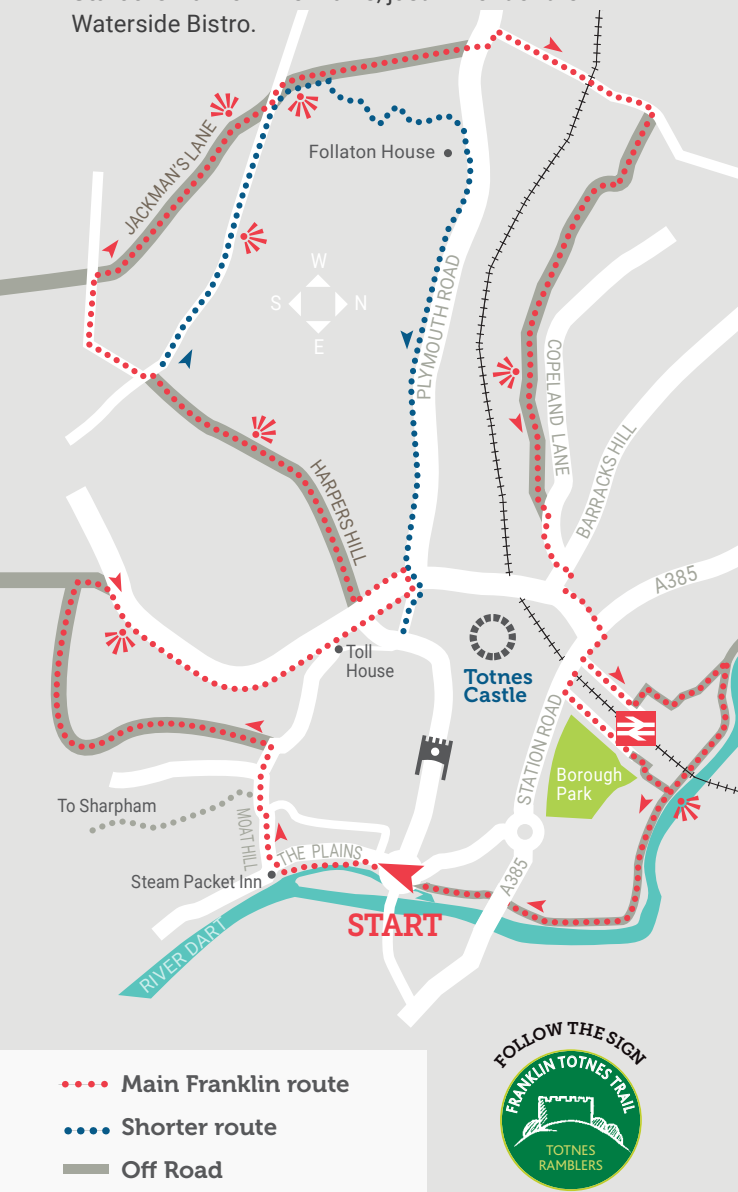 Waterside Bistro.
JACKMAN'S LANE
Follaton House
W
S
N
E
PLYMOUTH ROAD
COPELAND LANE
BARRACKS HILL
HARPERS HILL
A385
Toll
House
Totnes
Castle
STATION ROAD
Borough
Park
To Sharpham
MOAT HILL
THE PLAINS
Steam Packet Inn
A385
START
RIVER DART
Main Franklin route
Shorter route
Off Road
FOLLOW THE SIGN
FRANKLIN TOTNES TRAIL
TOTNES
RAMBLERS